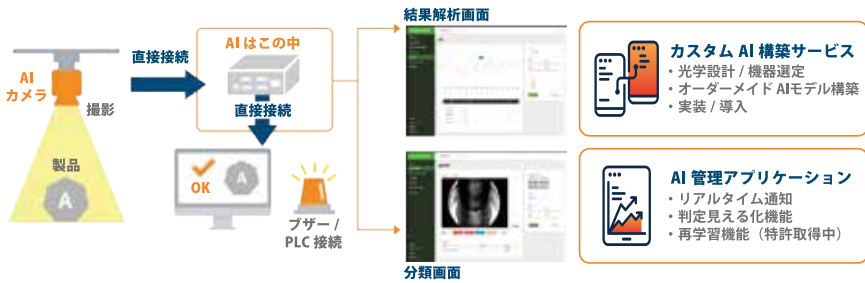 AI
カメラ
撮影
製品
A
直接接続
AIはこの中
直接接続
OK
A
ブザー /
PLC 接続
結果解析画面
分類画面
カスタム AI 構築サービス
・光学設計 / 機器選定
・オーダーメイド AIモデル構築
・実装 / 導入
AI 管理アプリケーション
・リアルタイム通知
・判定見える化機能
・再学習機能（特許取得中）